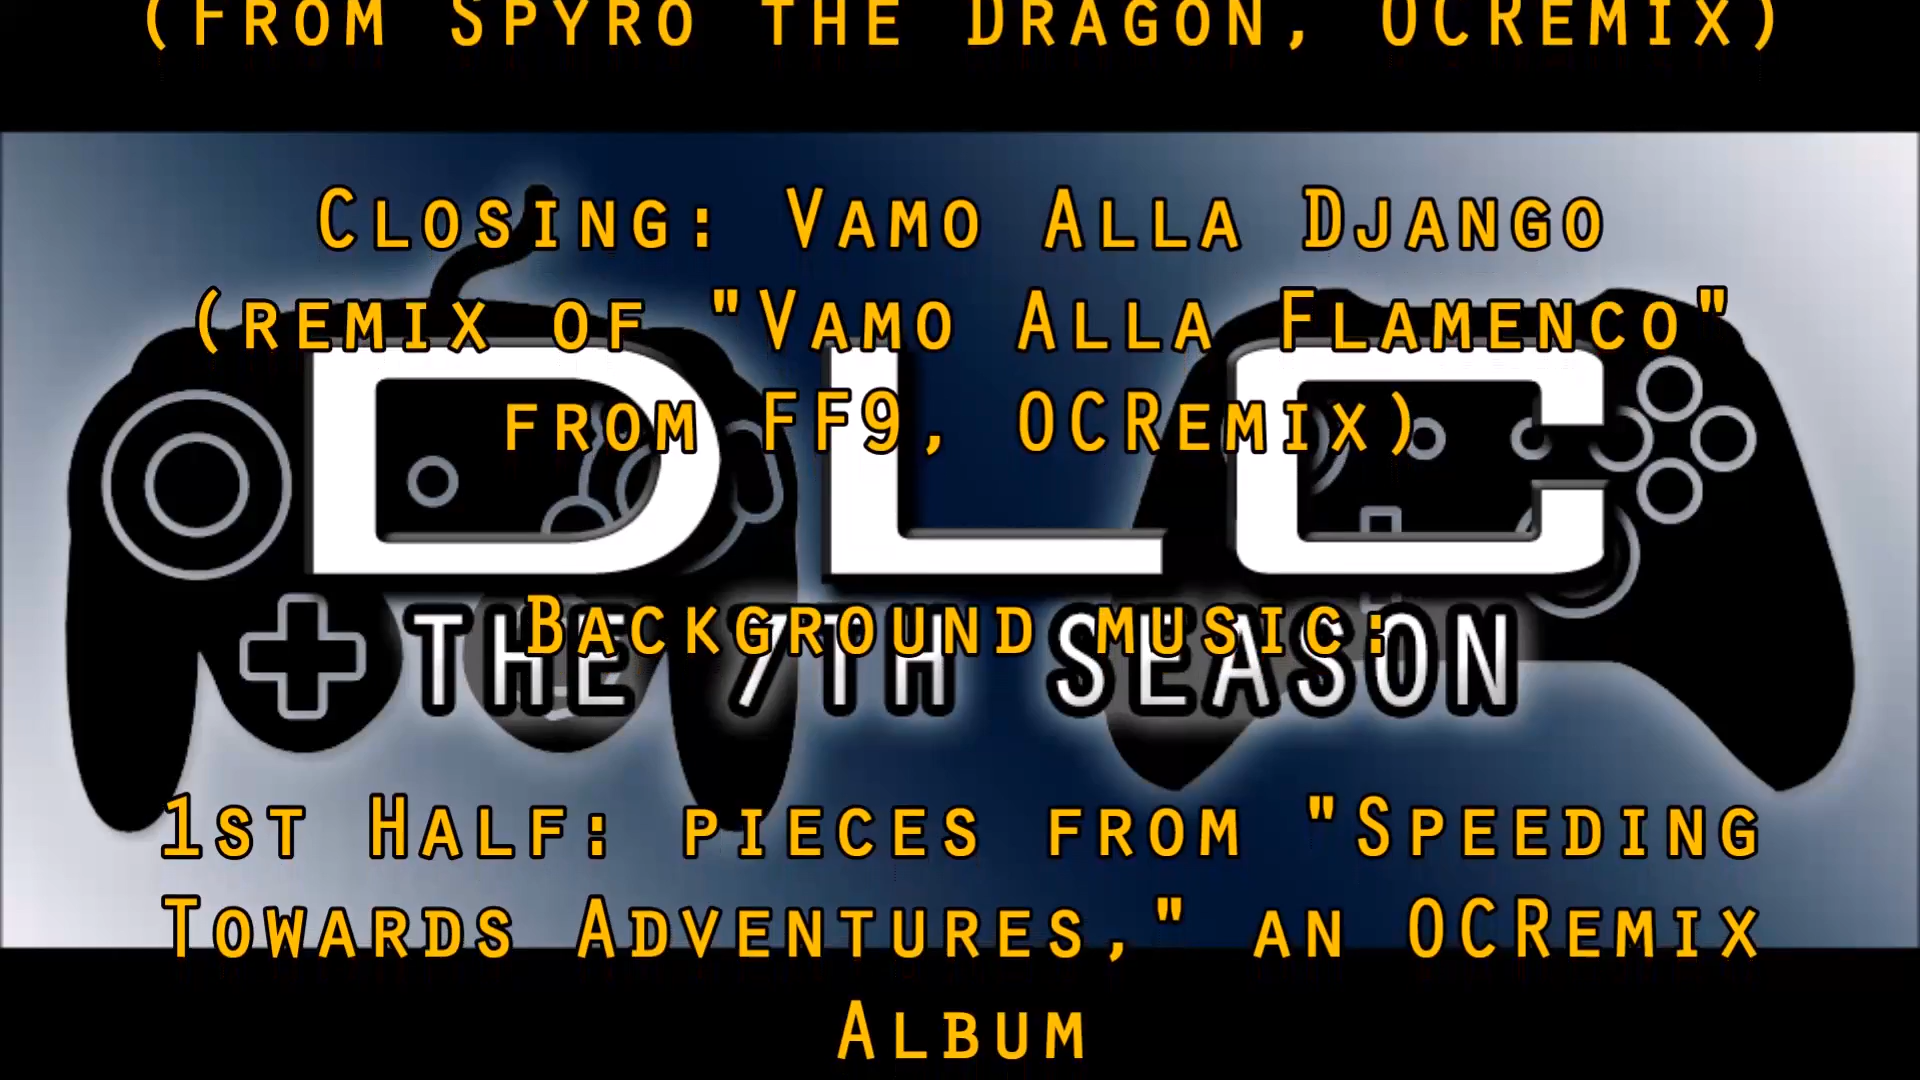 (From Spyro the Dragon, OCRemix)
Closing: Vamo Alla Django
(remix of "Vamo Alla Flamenco"
from FF9, OCRemix)
DLC
Background music:
THE 7TH SEASON
1st Half: pieces from "Speeding
Towards Adventures," an OCRemix
Album